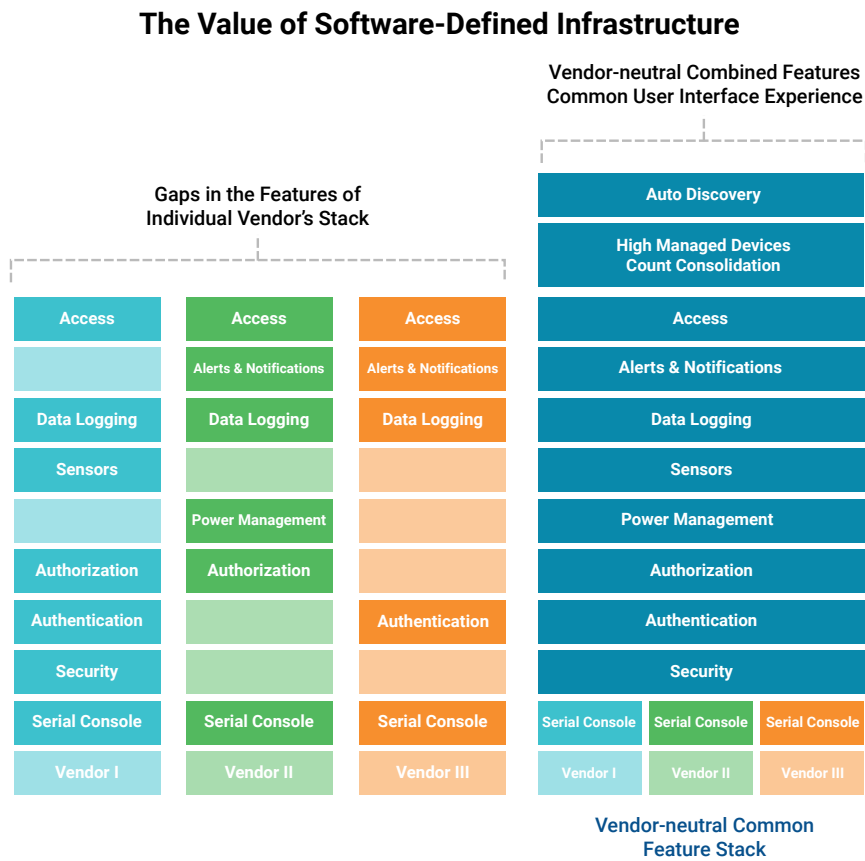 The Value of Software-Defined Infrastructure
Vendor-neutral Combined Features
Common User Interface Experience
Gaps in the Features of
Individual Vendor’s Stack
Auto Discovery
High Managed Devices
Count Consolidation
Access Access Access Access
Alerts & Notifications Alerts & Notifications Alerts & Notifications
Data Logging Data Logging Data Logging Data Logging
Sensors Sensors
Power Management Power Management
Authorization Authorization Authorization
Authentication Authentication Authentication
Security Security
Serial Console Serial Console Serial Console Serial Console Serial Console Serial Console
Vendor I Vendor II Vendor III Vendor I Vendor II Vendor III
Vendor-neutral Common
Feature Stack